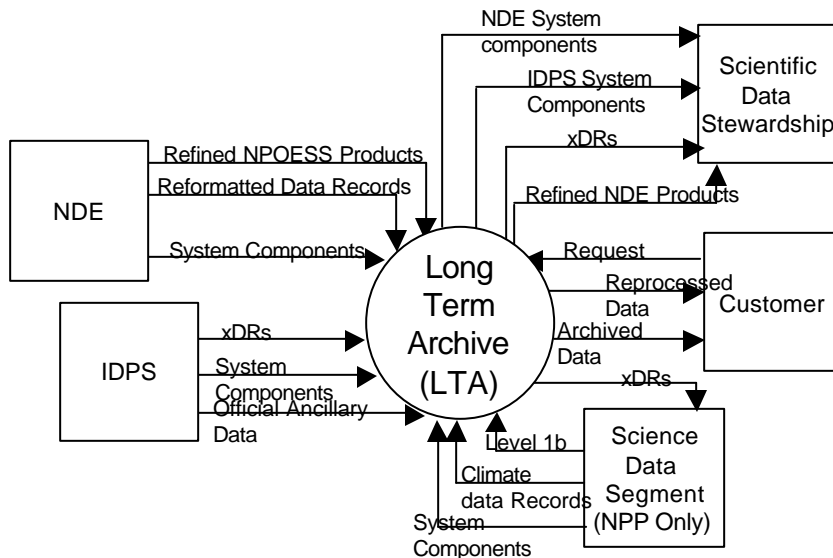 NDE System
components
IDPS System
Components
xDRs
Refined NDE Products
Scientific
Data
Stewardship
Refined NPOESS Products
Reformatted Data Records
System Components
NDE
Long
Term
Archive
(LTA)
Request
Reprocessed
Data
Archived
Data
Customer
IDPS
xDRs
System
Components
Official Ancillary
Data
xDRs
Level 1b
Climate
data Records
System
Components
Science
Data
Segment
(NPP Only)